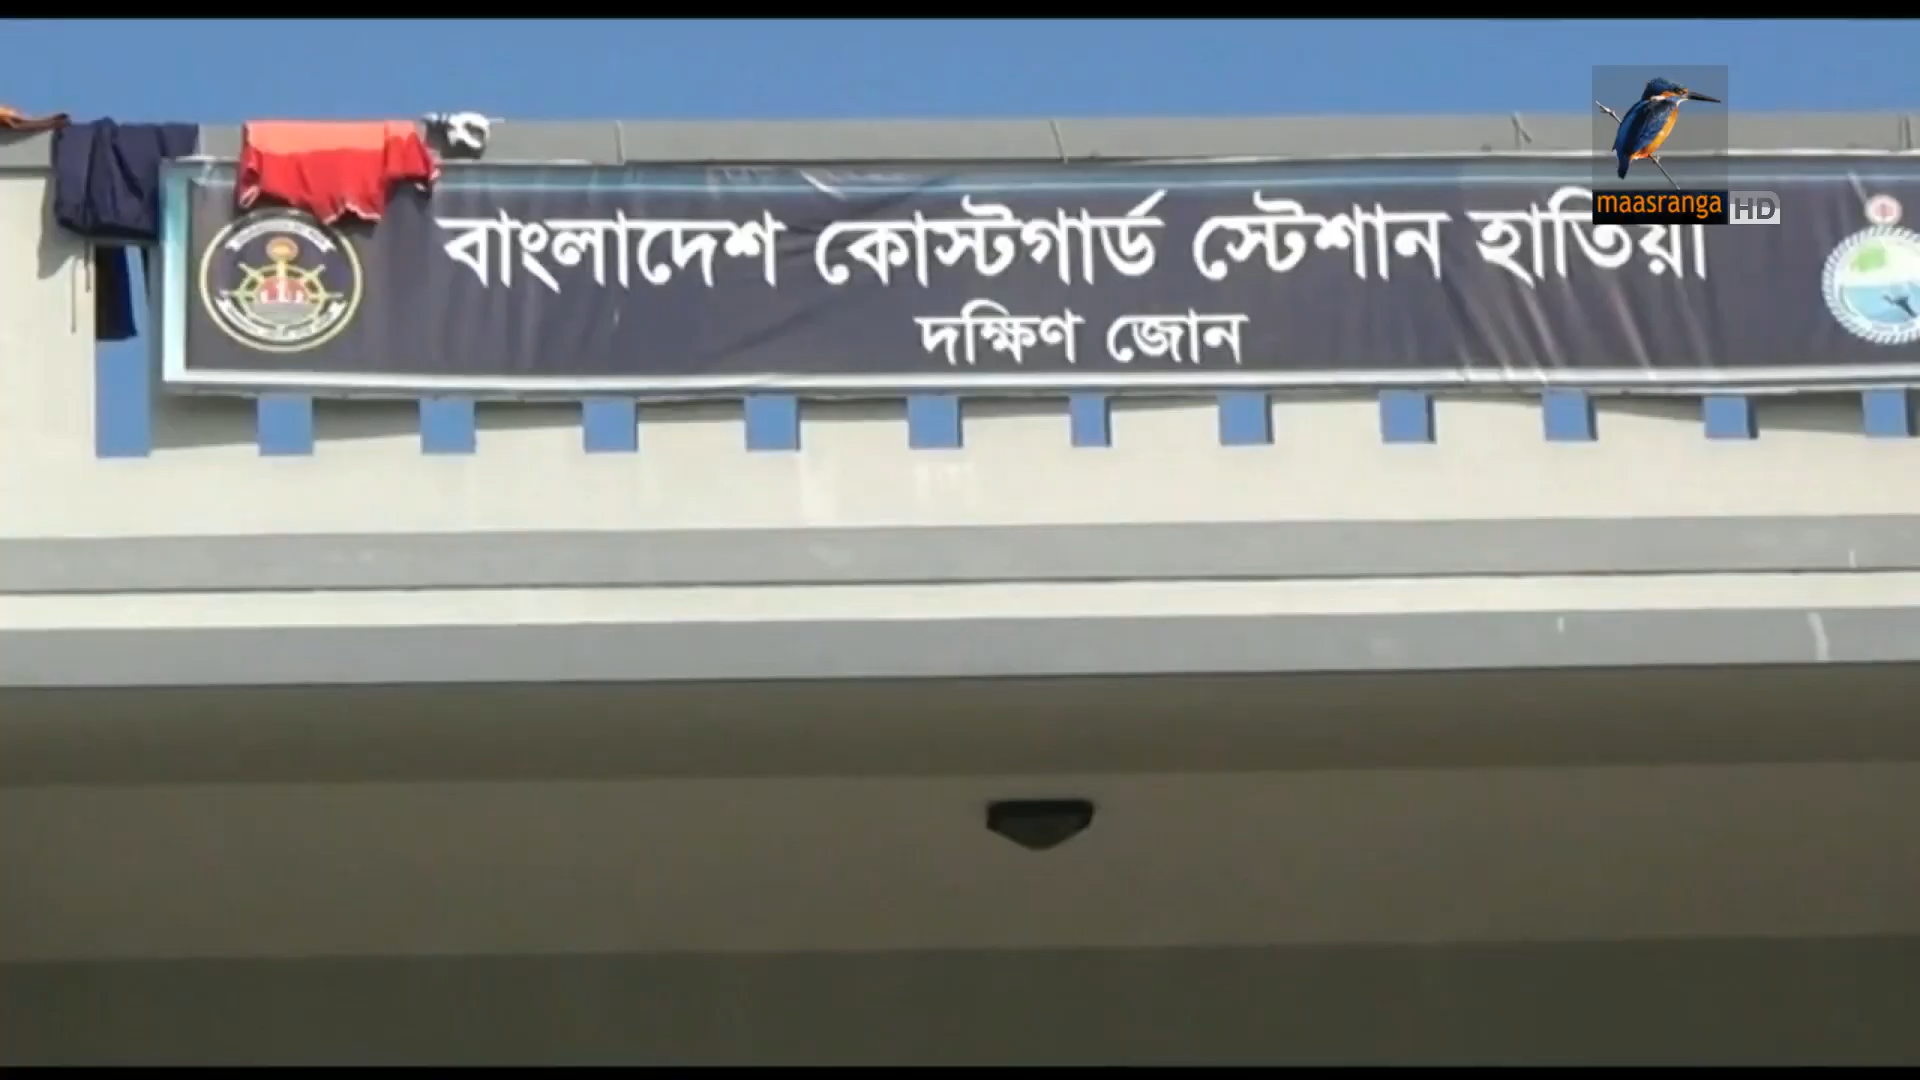 বাংলাদেশ কোস্টগার্ড স্টেশান হাতিয়া
দক্ষিণ জোন
maasranga HD